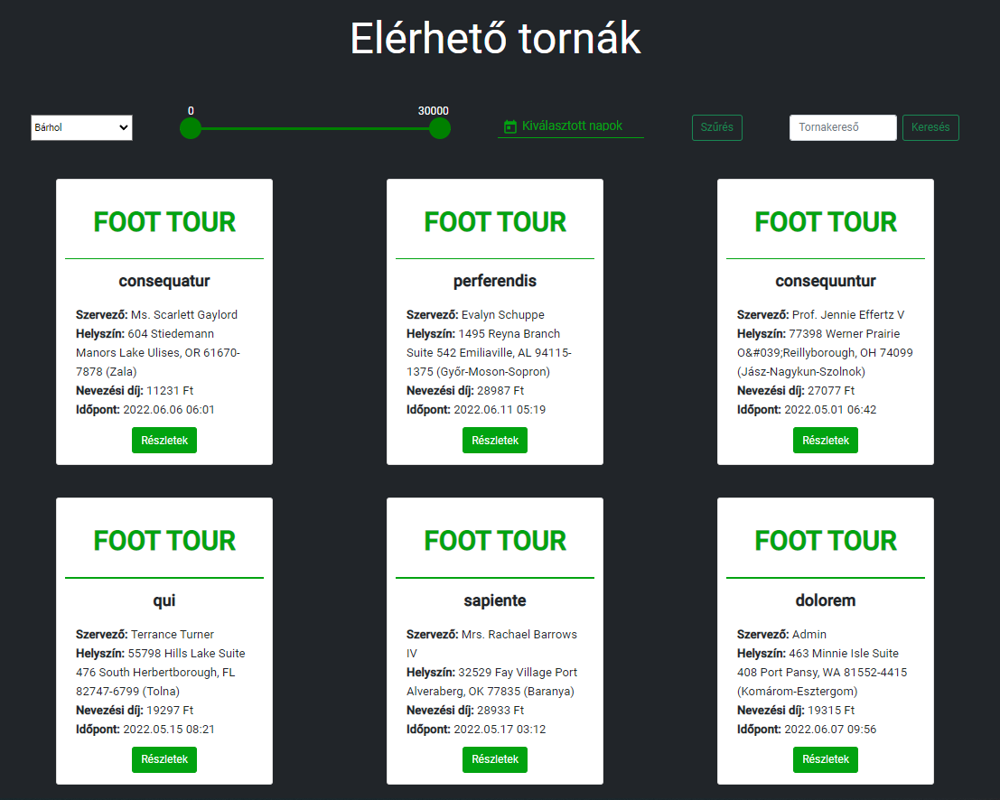 Elérhető tornák
0
30000
Bárhol
Kiválasztott napok
Szűrés
Tornakereső
Keresés
FOOT TOUR
consequatur
Szervező: Ms. Scarlett Gaylord
Helyszín: 604 Stiedemann
Manors Lake Ulises, OR 61670-
7878 (Zala)
Nevezési díj: 11231 Ft
Időpont: 2022.06.06 06:01
Részletek
FOOT TOUR
perferendis
Szervező: Evalyn Schuppe
Helyszín: 1495 Reyna Branch
Suite 542 Emiliaville, AL 94115-
1375 (Győr-Moson-Sopron)
Nevezési díj: 28987 Ft
Időpont: 2022.06.11 05:19
Részletek
FOOT TOUR
consequuntur
Szervező: Prof. Jennie Effertz V
Helyszín: 77398 Werner Prairie
O&#039;Reillyborough, OH 74099
(Jász-Nagykun-Szolnok)
Nevezési díj: 27077 Ft
Időpont: 2022.05.01 06:42
Részletek
FOOT TOUR
qui
Szervező: Terrance Turner
Helyszín: 55798 Hills Lake Suite
476 South Herbertborough, FL
82747-6799 (Tolna)
Nevezési díj: 19297 Ft
Időpont: 2022.05.15 08:21
Részletek
FOOT TOUR
sapiente
Szervező: Mrs. Rachael Barrows
IV
Helyszín: 32529 Fay Village Port
Alveraberg, OK 77835 (Baranya)
Nevezési díj: 28933 Ft
Időpont: 2022.05.17 03:12
Részletek
FOOT TOUR
dolorem
Szervező: Admin
Helyszín: 463 Minnie Isle Suite
408 Port Pansy, WA 81552-4415
(Komárom-Esztergom)
Nevezési díj: 19315 Ft
Időpont: 2022.06.07 09:56
Részletek